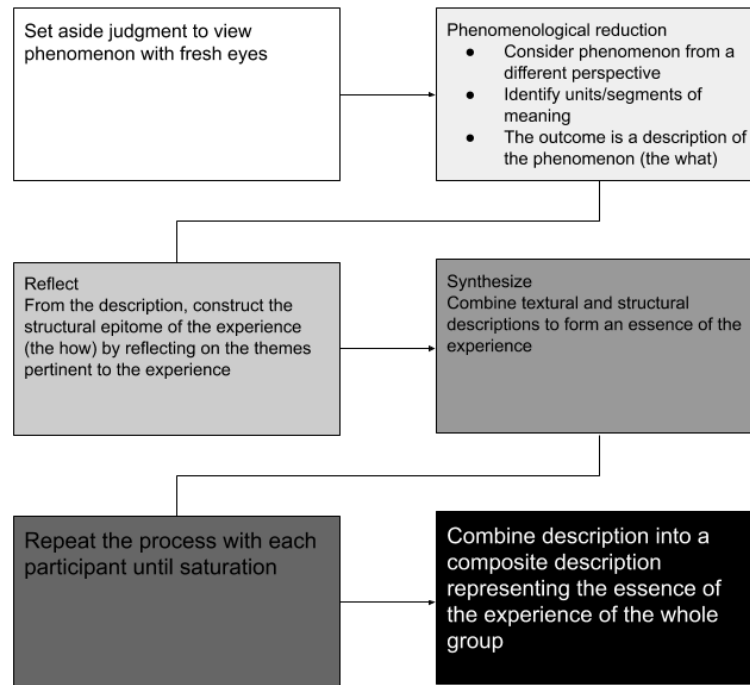 Set aside judgment to view
phenomenon with fresh eyes
Phenomenological reduction
● Consider phenomenon from a
different perspective
● Identify units/segments of
meaning
● The outcome is a description of
the phenomenon (the what)
Reflect
From the description, construct the
structural epitome of the experience
(the how) by reflecting on the themes
pertinent to the experience
Synthesize
Combine textural and structural
descriptions to form an essence of the
experience
Repeat the process with each
participant until saturation
Combine description into a
composite description
representing the essence of
the experience of the whole
group